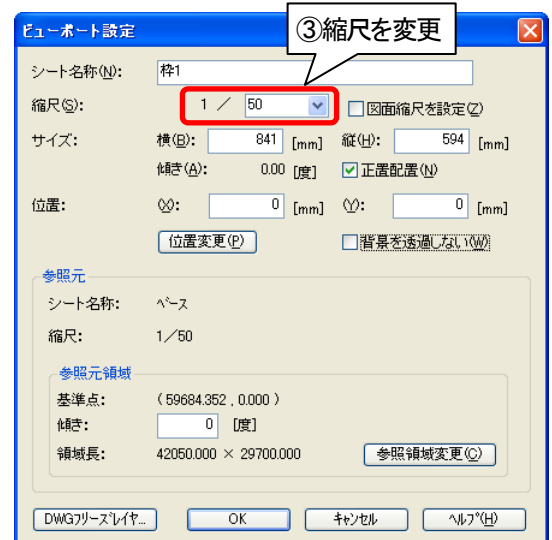 ビューポート設定
③縮尺を変更
シート名称(N): 枠1
縮尺(S): 1 / 50 図面縮尺を設定(Z)
サイズ: 横(B): 841 [mm] 縦(H): 594 [mm]
傾き(A): 0.00 [度] 正置配置(N)
位置: (X): 0 [mm] (Y): 0 [mm]
位置変更(P) 背景を透過しない(W)
参照元
シート名称: ベース
縮尺: 1/50
参照元領域
基準点: ( 59684.352 , 0.000 )
傾き: 0 [度]
領域長: 42050.000 × 29700.000 参照領域変更(C)
DWGフリーズレイヤ... OK キャンセル ヘルプ(H)